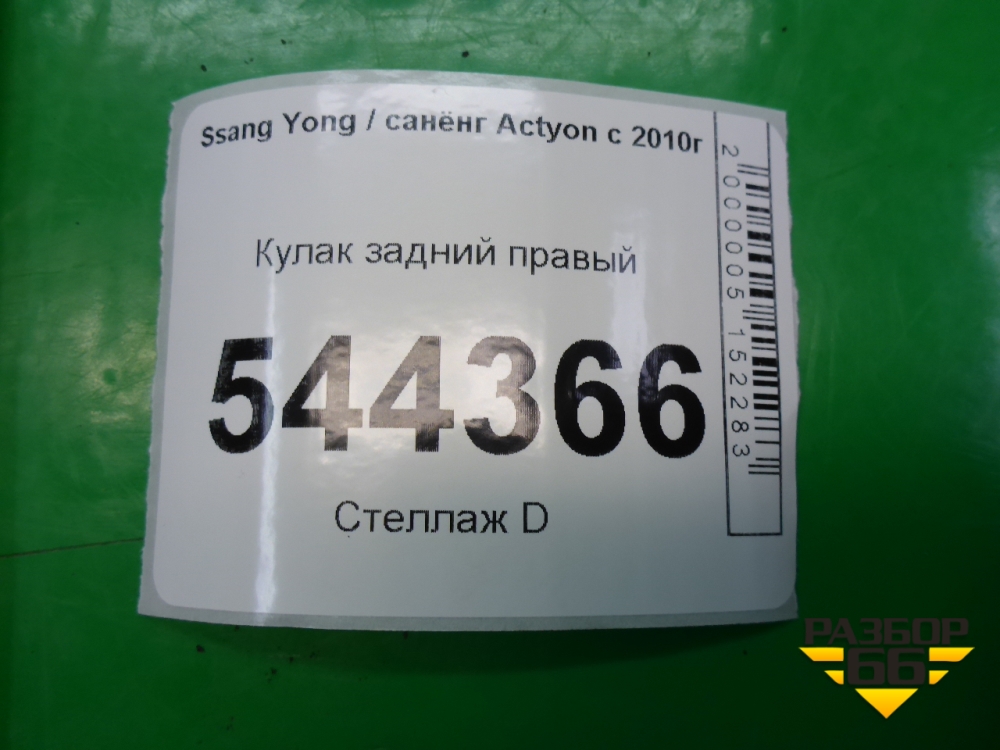 Ssang Yong / санёнг Actyon с 2010г
Кулак задний правый
544366
Стеллаж D
2000005152283
РАЗБОР
66